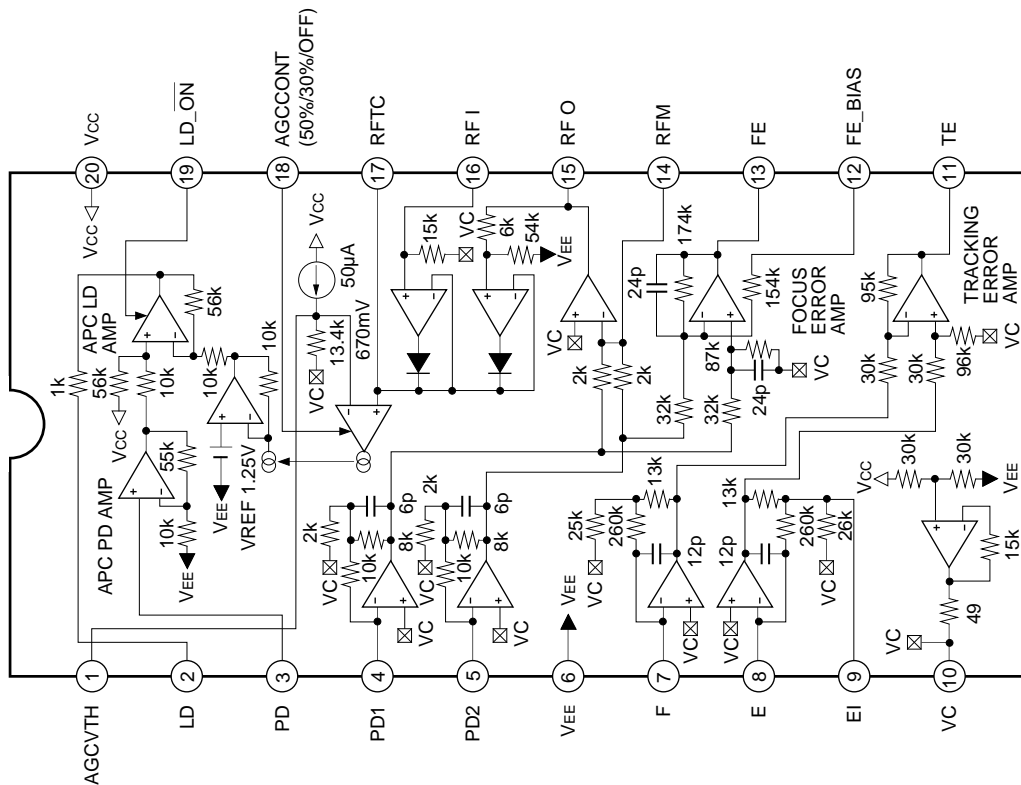 AGCVTH
1
LD
2
PD
3
PD1
4
PD2
5
VEE
6
F
7
E
8
EI
9
VC
10
20
VCC
19
LD_ON
18
AGCCONT
(50%/30%/OFF)
17
RFTC
16
RF I
15
RF O
14
RFM
13
FE
12
FE_BIAS
11
TE
APC PD AMP
APC LD
AMP
1k
56k
VCC
10k
10k
56k
10k
55k
10k
VEE
VEE
VREF 1.25V
VCC
VCC
50µA
13.4k
VC
670mV
2k
VC
10k
8k
6p
VC
2k
VC
10k
8k
6p
VC
15k
VC
6k
54k
VEE
VC
2k
2k
24p
174k
32k
32k
87k
24p
VC
154k
FOCUS
ERROR
AMP
VEE
25k
VC
260k
13k
12p
VC
13k
12p
VC
260k
26k
VC
95k
30k
30k
96k
VC
TRACKING
ERROR
AMP
VCC
30k
30k
VEE
15k
49
VC